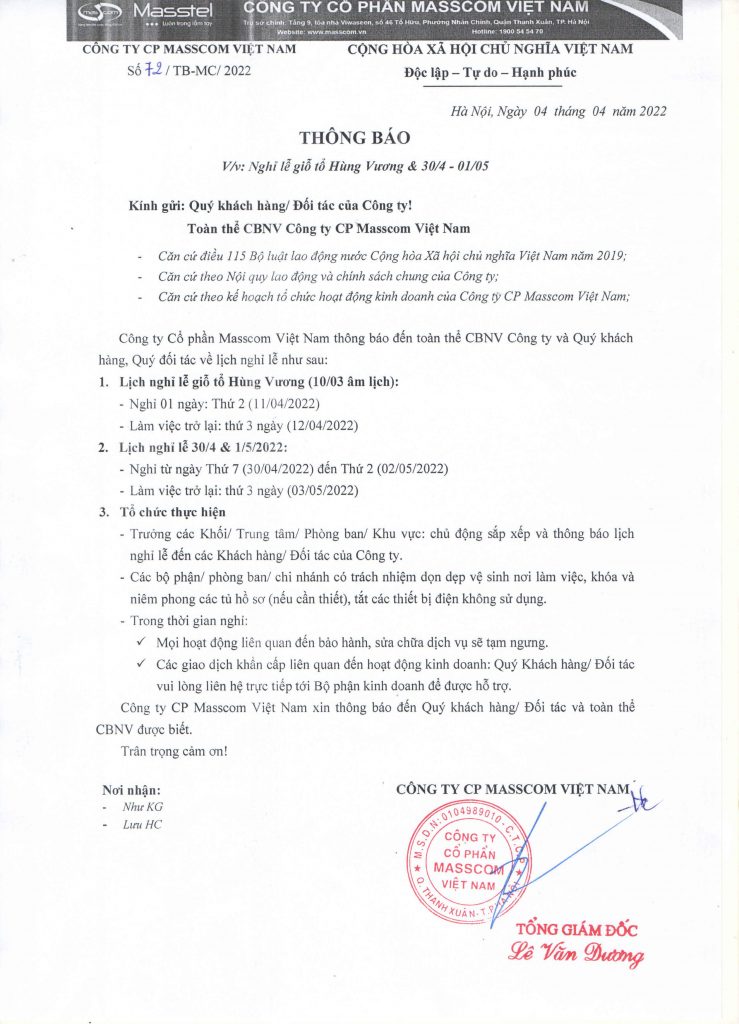 Masstel
Luôn trong tầm tay
CÔNG TY CỔ PHẦN MASSCOM VIỆT NAM
Trụ sở chính: Tầng 9, tòa nhà Viwaseen, số 46 Tố Hữu, Phường Nhân Chính, Quận Thanh Xuân, TP. Hà Nội
Website: www.masscom.vn Hotline: 1900 54 54 70
CÔNG TY CP MASSCOM VIỆT NAM
CỘNG HÒA XÃ HỘI CHỦ NGHĨA VIỆT NAM
Số 72 / TB-MC/ 2022
Độc lập – Tự do – Hạnh phúc
Hà Nội, Ngày 04 tháng 04 năm 2022
THÔNG BÁO
V/v: Nghỉ lễ giỗ tổ Hùng Vương & 30/4 - 01/05
Kính gửi: Quý khách hàng/ Đối tác của Công ty!
Toàn thể CBNV Công ty CP Masscom Việt Nam
- Căn cứ điều 115 Bộ luật lao động nước Cộng hòa Xã hội chủ nghĩa Việt Nam năm 2019;
- Căn cứ theo Nội quy lao động và chính sách chung của Công ty;
- Căn cứ theo kế hoạch tổ chức hoạt động kinh doanh của Công ty CP Masscom Việt Nam;
Công ty Cổ phần Masscom Việt Nam thông báo đến toàn thể CBNV Công ty và Quý khách
hàng, Quý đối tác về lịch nghỉ lễ như sau:
1. Lịch nghỉ lễ giỗ tổ Hùng Vương (10/03 âm lịch):
- Nghỉ 01 ngày: Thứ 2 (11/04/2022)
- Làm việc trở lại: thứ 3 ngày (12/04/2022)
2. Lịch nghỉ lễ 30/4 & 1/5/2022:
- Nghỉ từ ngày Thứ 7 (30/04/2022) đến Thứ 2 (02/05/2022)
- Làm việc trở lại: thứ 3 ngày (03/05/2022)
3. Tổ chức thực hiện
- Trưởng các Khối/ Trung tâm/ Phòng ban/ Khu vực: chủ động sắp xếp và thông báo lịch
nghỉ lễ đến các Khách hàng/ Đối tác của Công ty.
- Các bộ phận/ phòng ban/ chi nhánh có trách nhiệm dọn dẹp vệ sinh nơi làm việc, khóa và
niêm phong các tủ hồ sơ (nếu cần thiết), tắt các thiết bị điện không sử dụng.
- Trong thời gian nghỉ:
✓ Mọi hoạt động liên quan đến bảo hành, sửa chữa dịch vụ sẽ tạm ngưng.
✓ Các giao dịch khẩn cấp liên quan đến hoạt động kinh doanh: Quý Khách hàng/ Đối tác
vui lòng liên hệ trực tiếp tới Bộ phận kinh doanh để được hỗ trợ.
Công ty CP Masscom Việt Nam xin thông báo đến Quý khách hàng/ Đối tác và toàn thể
CBNV được biết.
Trân trọng cảm ơn!
Nơi nhận:
- Như KG
- Lưu HC
CÔNG TY CP MASSCOM VIỆT NAM
M.S.D.N: 0104989010 - C.T.C.P
CÔNG TY
CỔ PHẦN
MASSCOM
VIỆT NAM
Q. THANH XUÂN - T.P HÀ NỘI
TỔNG GIÁM ĐỐC
Lê Văn Dương